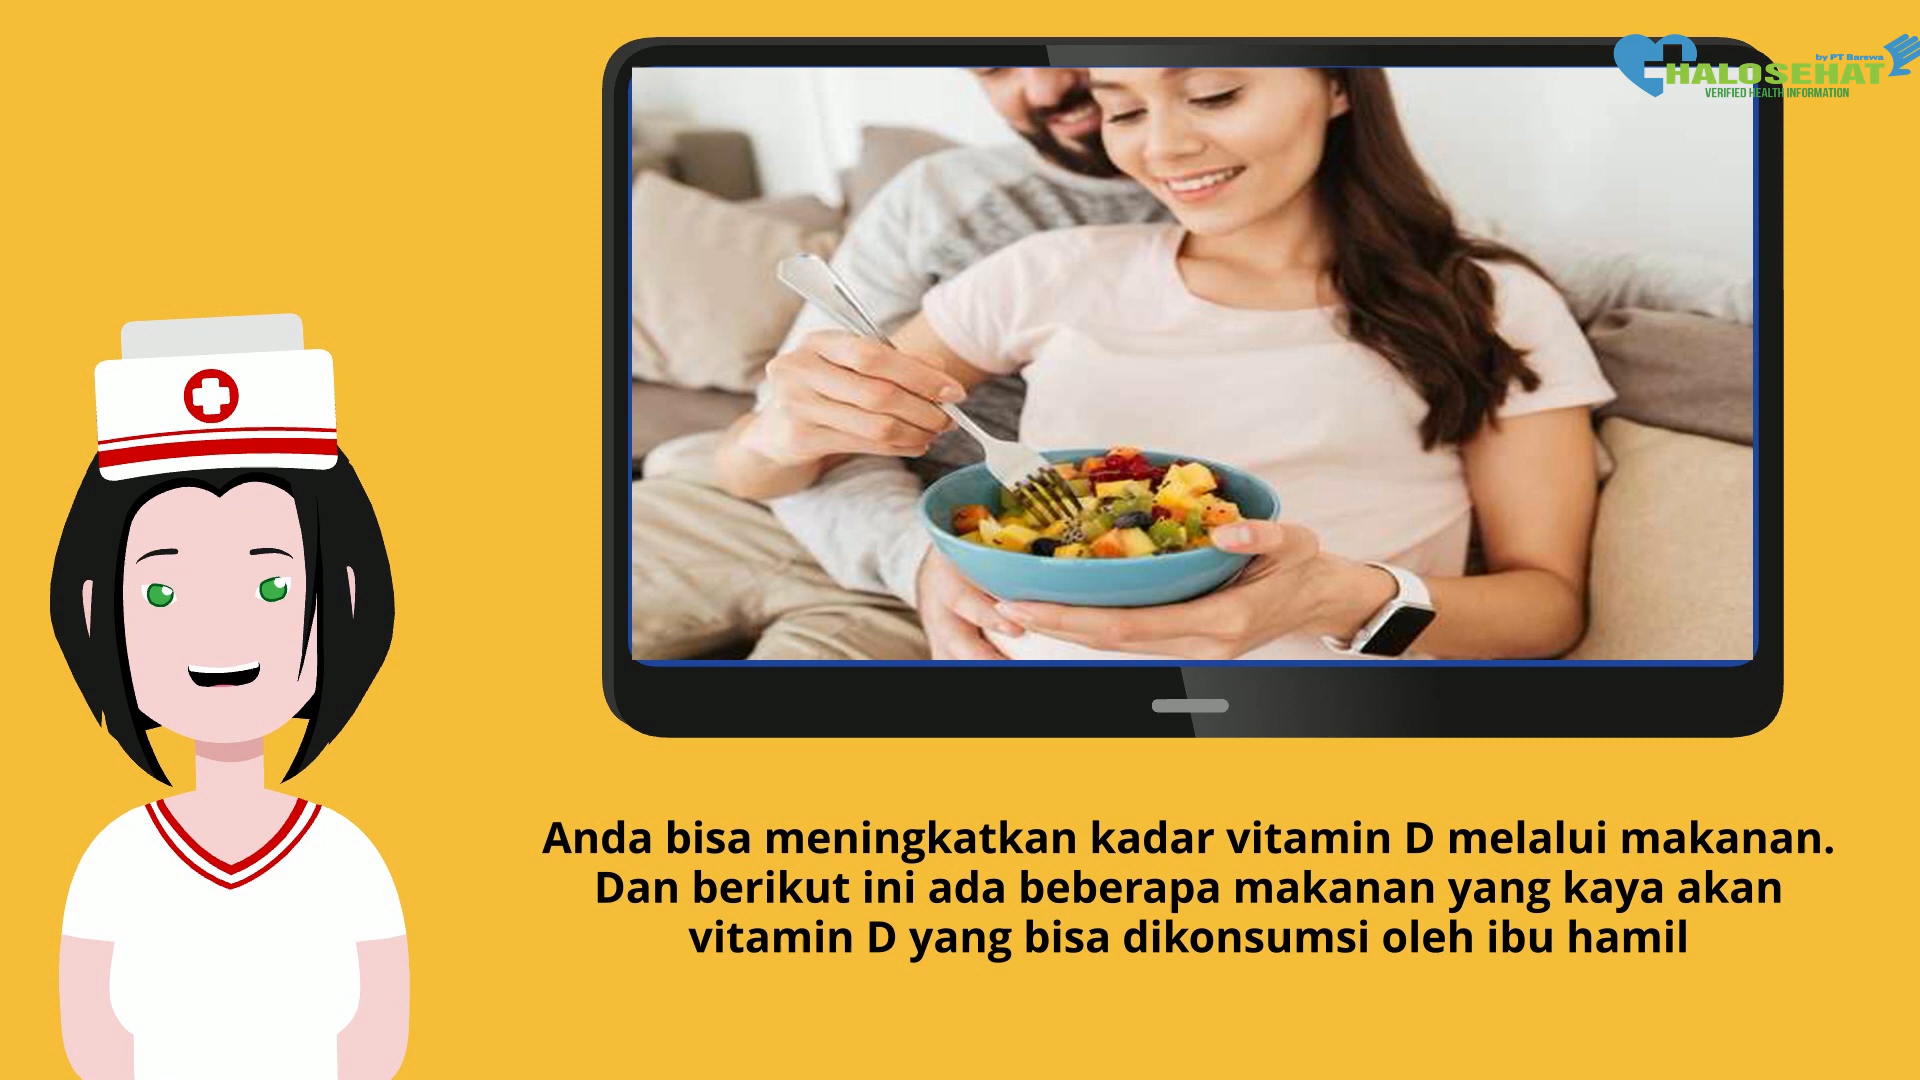 by PT Barewa
HALOSEHAT
VERIFIED HEALTH INFORMATION
Anda bisa meningkatkan kadar vitamin D melalui makanan.
Dan berikut ini ada beberapa makanan yang kaya akan
vitamin D yang bisa dikonsumsi oleh ibu hamil